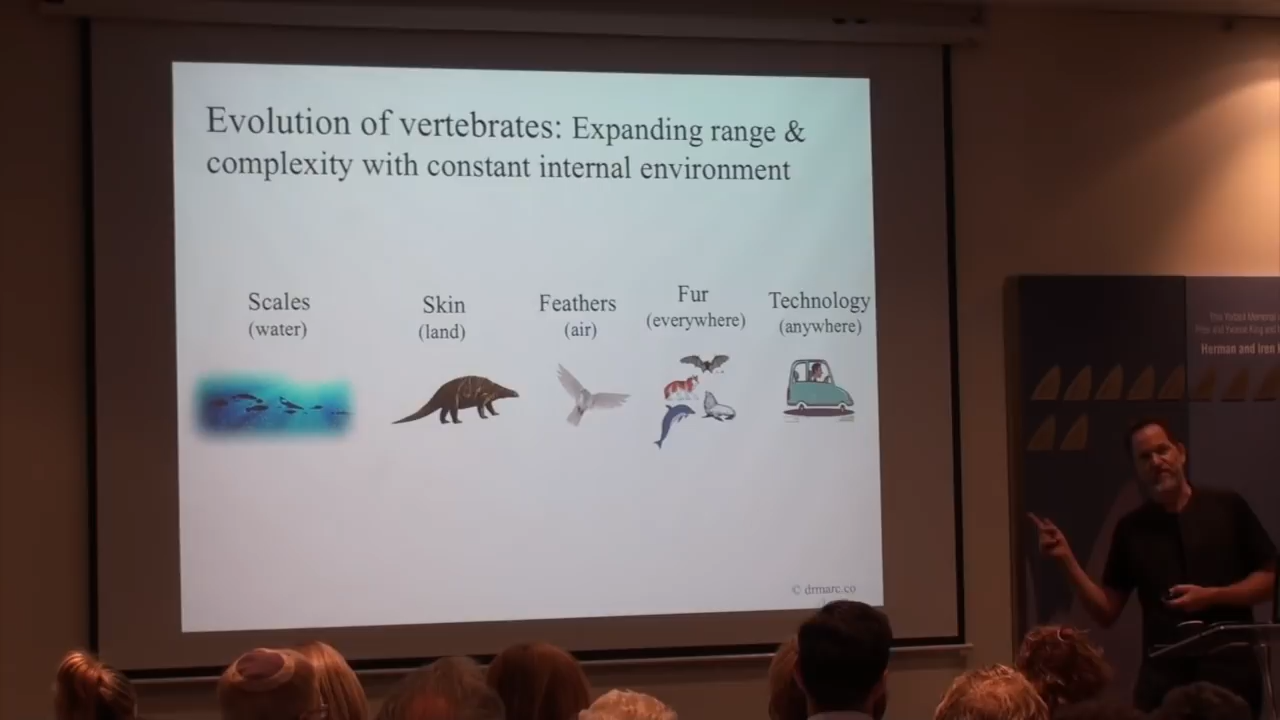 Evolution of vertebrates: Expanding range &
complexity with constant internal environment
Scales
(water)
Skin
(land)
Feathers
(air)
Fur
(everywhere)
Technology
(anywhere)
© drmarc.co
Herman and Iren